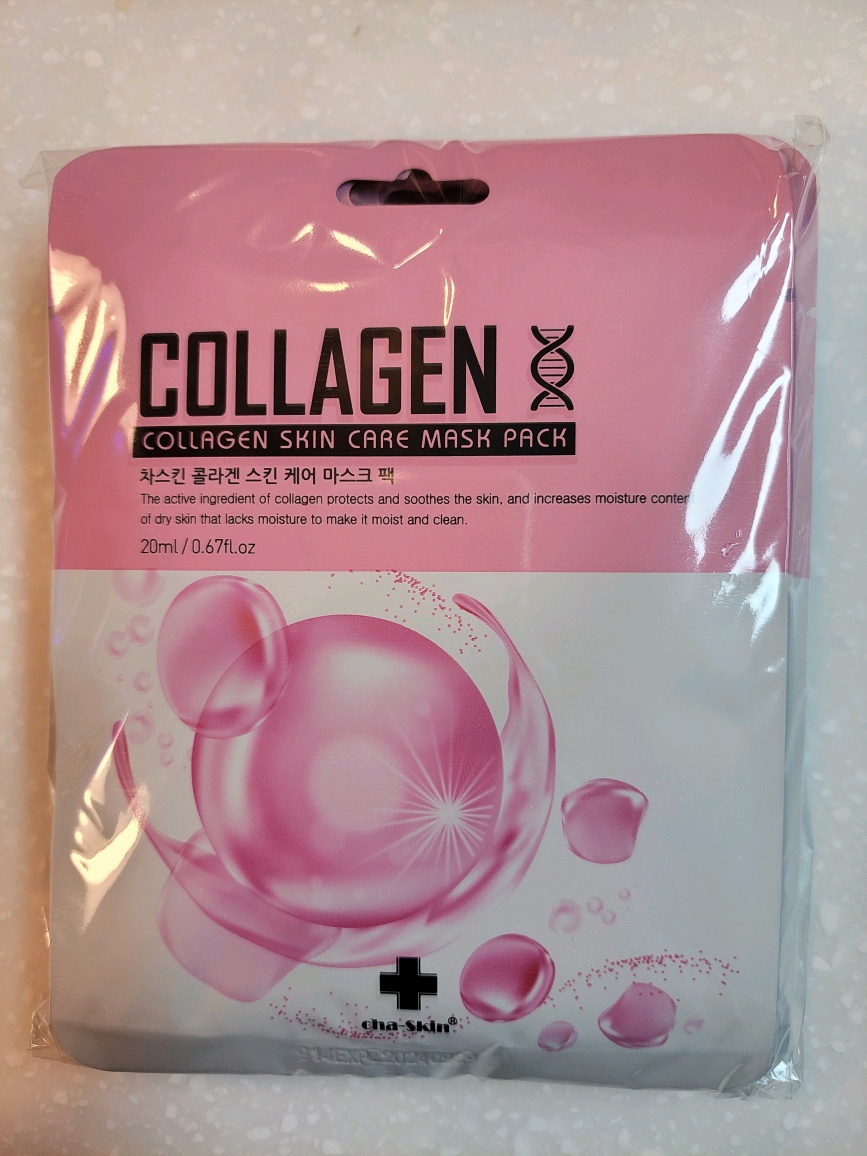 COLLAGEN
COLLAGEN SKIN CARE MASK PACK
차스킨 콜라겐 스킨 케어 마스크 팩
The active ingredient of collagen protects and soothes the skin, and increases moisture conten
of dry skin that lacks moisture to make it moist and clean.
20ml / 0.67fl.oz
cha-skin®